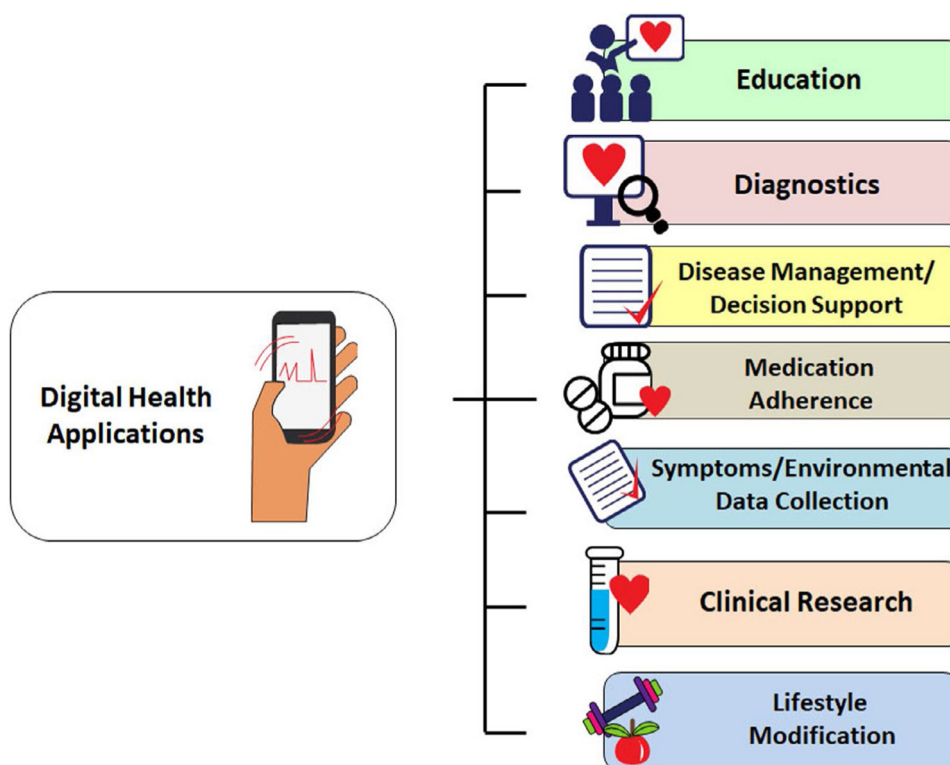 Digital Health
Applications
Education
Diagnostics
Disease Management/
Decision Support
Medication
Adherence
Symptoms/Environmental
Data Collection
Clinical Research
Lifestyle
Modification